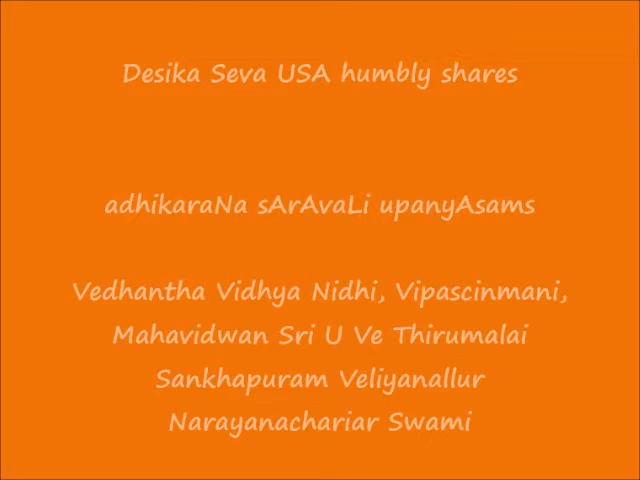 Desika Seva USA humbly shares
adhikaraNa sArAvaLi upanyAsams
Vedhantha Vidhya Nidhi, Vipascinmani,
Mahavidwan Sri U Ve Thirumalai
Sankhapuram Veliyanallur
Narayanachariar Swami